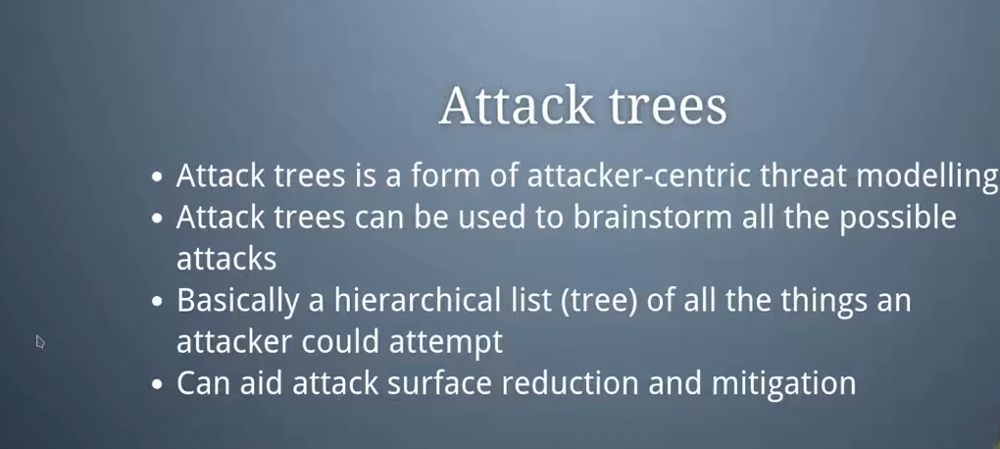 Attack trees
• Attack trees is a form of attacker-centric threat modelling
• Attack trees can be used to brainstorm all the possible
attacks
• Basically a hierarchical list (tree) of all the things an
attacker could attempt
• Can aid attack surface reduction and mitigation